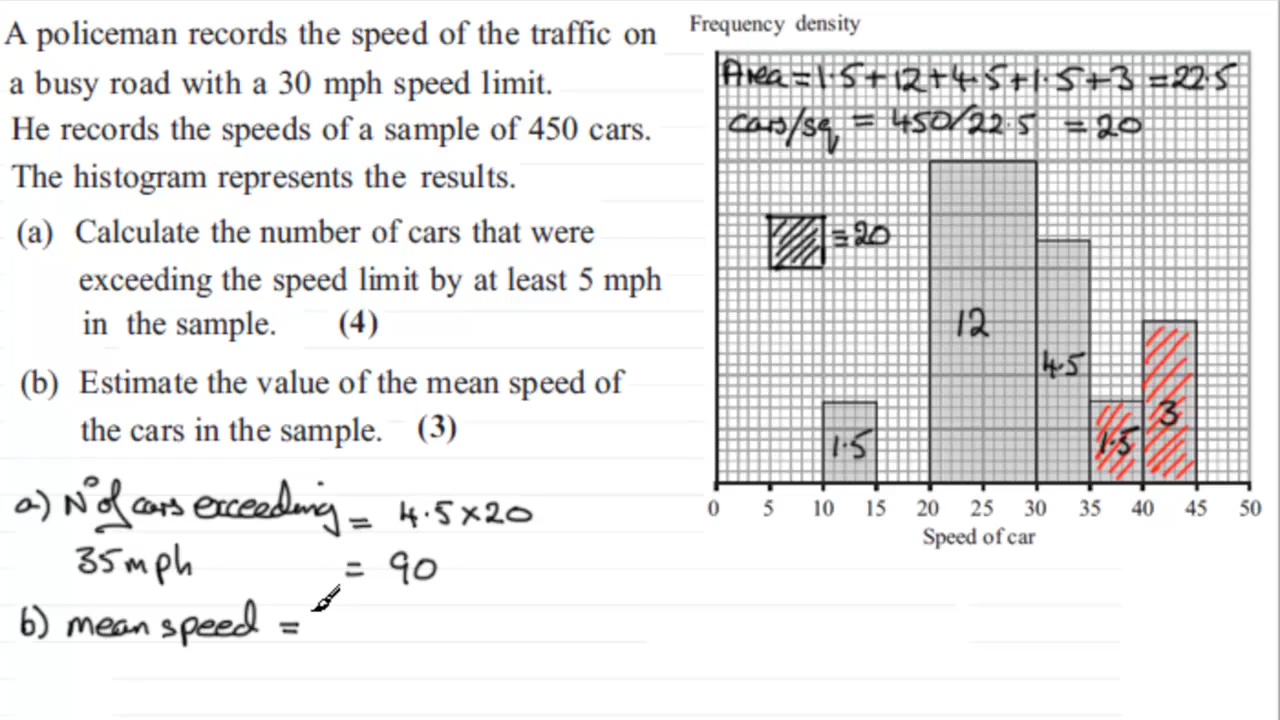 A policeman records the speed of the traffic on
a busy road with a 30 mph speed limit.
He records the speeds of a sample of 450 cars.
The histogram represents the results.
(a) Calculate the number of cars that were
exceeding the speed limit by at least 5 mph
in the sample. (4)
(b) Estimate the value of the mean speed of
the cars in the sample. (3)
a) Nº of cars exceeding = 4.5 × 20
35mph = 90
b) mean speed =
Frequency density
Area = 1.5 + 12 + 4.5 + 1.5 + 3 = 22.5
cars/sq = 450/22.5 = 20
≡ 20
12
4.5
1.5
1.5
3
0 5 10 15 20 25 30 35 40 45 50
Speed of car